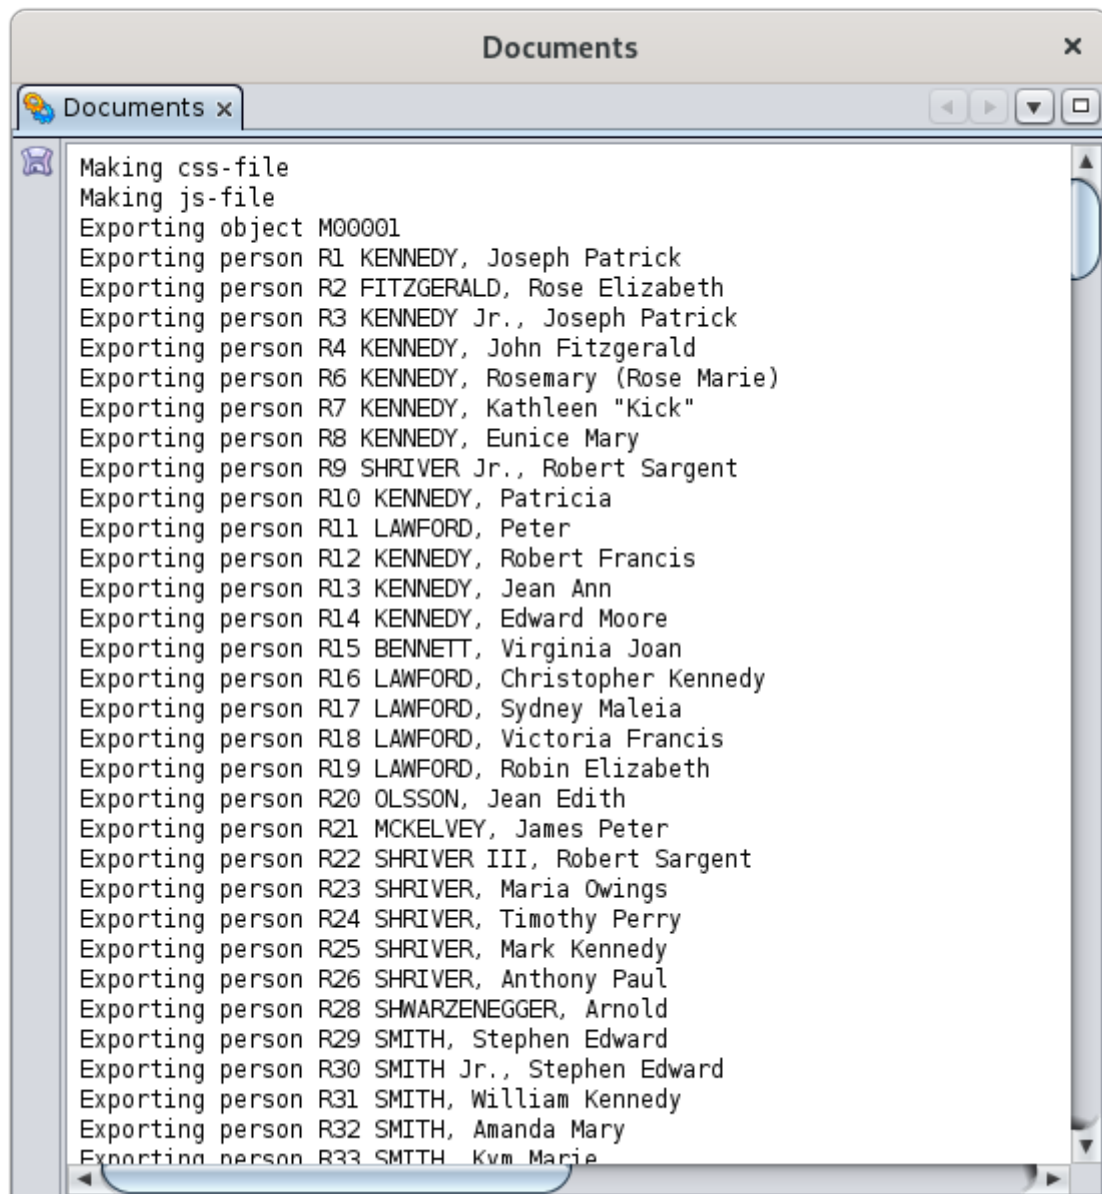 Documents
Documents
Making css-file
Making js-file
Exporting object M00001
Exporting person R1 KENNEDY, Joseph Patrick
Exporting person R2 FITZGERALD, Rose Elizabeth
Exporting person R3 KENNEDY Jr., Joseph Patrick
Exporting person R4 KENNEDY, John Fitzgerald
Exporting person R6 KENNEDY, Rosemary (Rose Marie)
Exporting person R7 KENNEDY, Kathleen "Kick"
Exporting person R8 KENNEDY, Eunice Mary
Exporting person R9 SHRIVER Jr., Robert Sargent
Exporting person R10 KENNEDY, Patricia
Exporting person R11 LAWFORD, Peter
Exporting person R12 KENNEDY, Robert Francis
Exporting person R13 KENNEDY, Jean Ann
Exporting person R14 KENNEDY, Edward Moore
Exporting person R15 BENNETT, Virginia Joan
Exporting person R16 LAWFORD, Christopher Kennedy
Exporting person R17 LAWFORD, Sydney Maleia
Exporting person R18 LAWFORD, Victoria Francis
Exporting person R19 LAWFORD, Robin Elizabeth
Exporting person R20 OLSSON, Jean Edith
Exporting person R21 MCKELVEY, James Peter
Exporting person R22 SHRIVER III, Robert Sargent
Exporting person R23 SHRIVER, Maria Owings
Exporting person R24 SHRIVER, Timothy Perry
Exporting person R25 SHRIVER, Mark Kennedy
Exporting person R26 SHRIVER, Anthony Paul
Exporting person R28 SHWARZENEGGER, Arnold
Exporting person R29 SMITH, Stephen Edward
Exporting person R30 SMITH Jr., Stephen Edward
Exporting person R31 SMITH, William Kennedy
Exporting person R32 SMITH, Amanda Mary
Exporting person R33 SMITH, Kym Marie